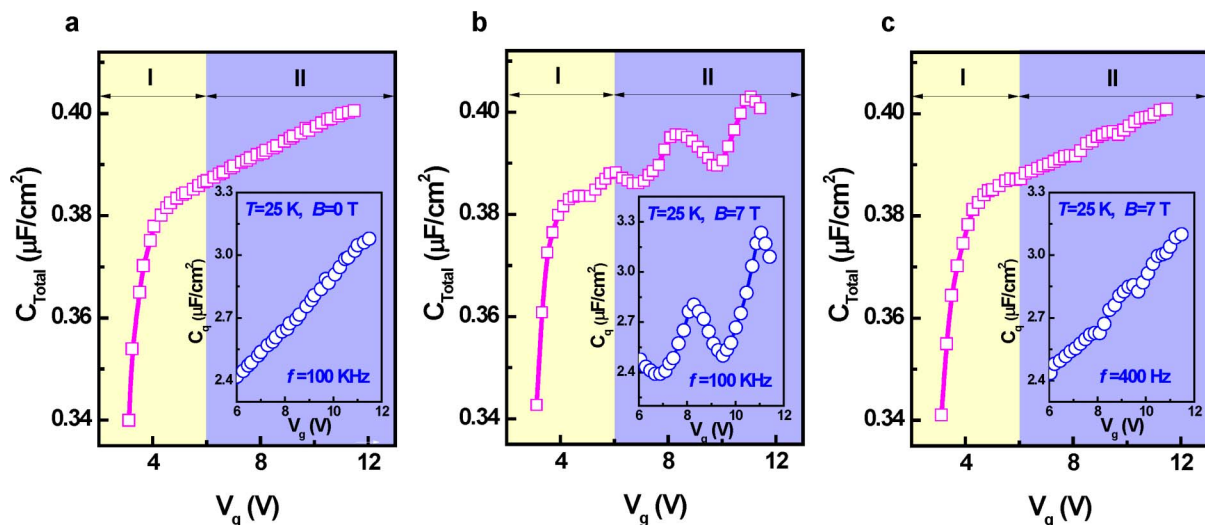 a
I
II
0.40
0.38
0.36
0.34
C_Total (μF/cm²)
4
8
12
V_g (V)
T=25 K, B=0 T
f=100 KHz
3.3
3.0
2.7
2.4
C_q (μF/cm²)
6
8
10
12
V_g (V)
b
I
II
0.40
0.38
0.36
0.34
C_Total (μF/cm²)
4
8
12
V_g (V)
T=25 K, B=7 T
f=100 KHz
3.3
3.0
2.7
2.4
C_q (μF/cm²)
6
8
10
12
V_g (V)
c
I
II
0.40
0.38
0.36
0.34
C_Total (μF/cm²)
4
8
12
V_g (V)
T=25 K, B=7 T
f=400 Hz
3.3
3.0
2.7
2.4
C_q (μF/cm²)
6
8
10
12
V_g (V)